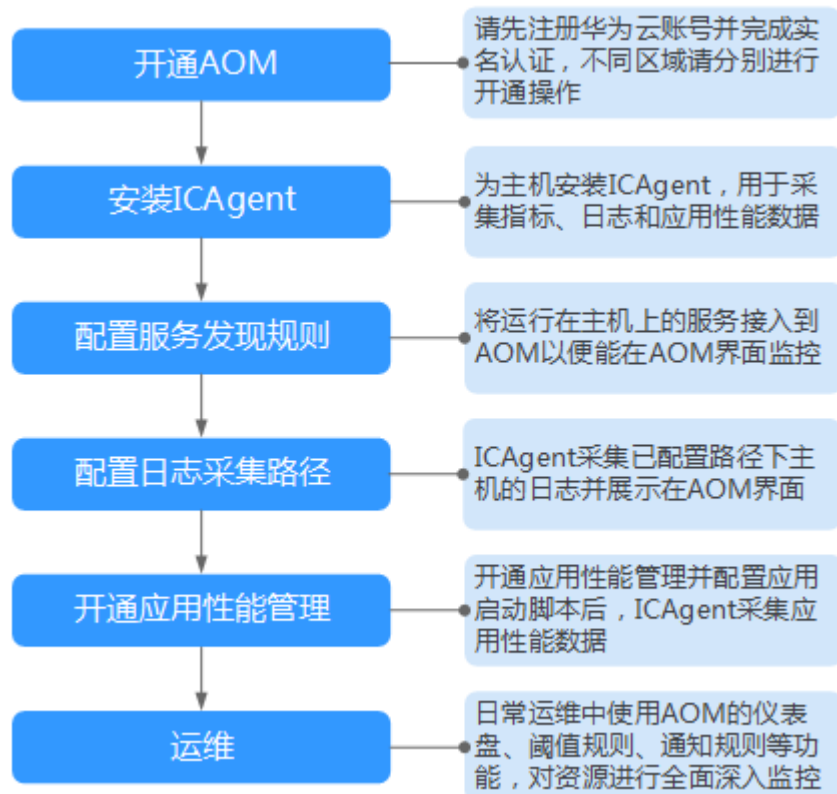 开通AOM
请先注册华为云账号并完成实
名认证，不同区域请分别进行
开通操作
安装ICAgent
为主机安装ICAgent，用于采
集指标、日志和应用性能数据
配置服务发现规则
将运行在主机上的服务接入到
AOM以便能在AOM界面监控
配置日志采集路径
ICAgent采集已配置路径下主
机的日志并展示在AOM界面
开通应用性能管理
开通应用性能管理并配置应用
启动脚本后，ICAgent采集应
用性能数据
运维
日常运维中使用AOM的仪表
盘、阈值规则、通知规则等功
能，对资源进行全面深入监控